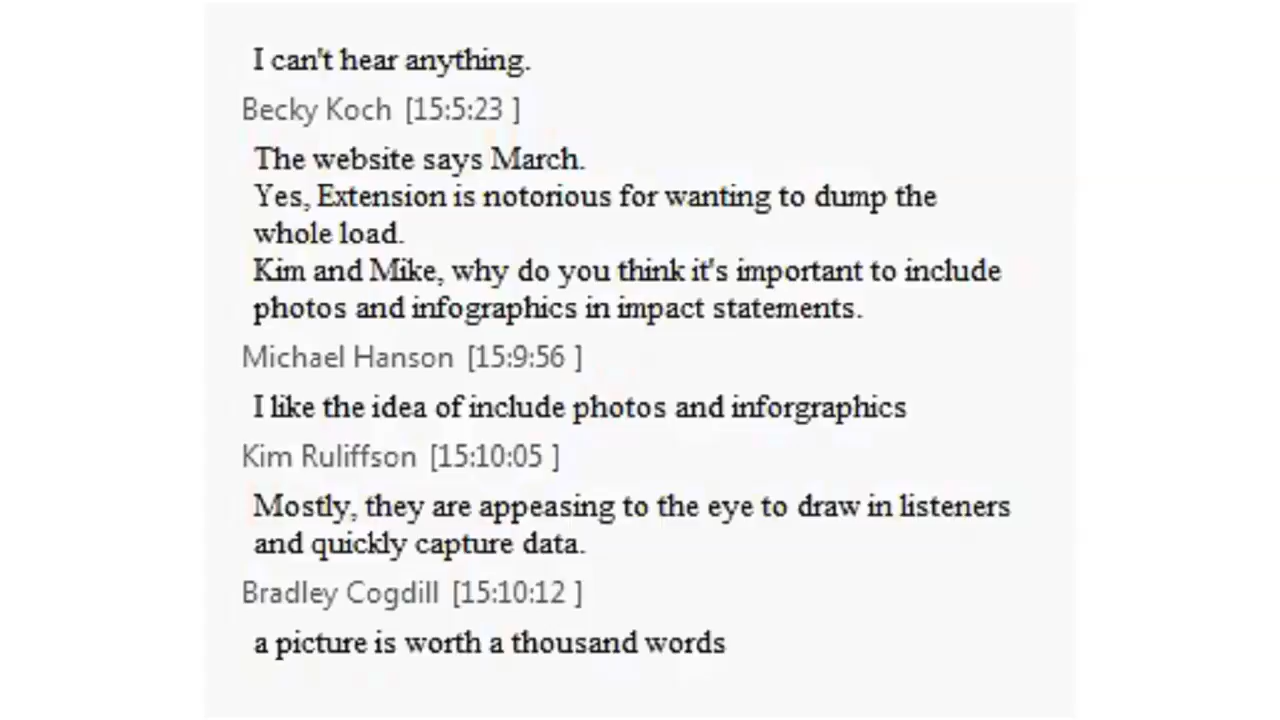 I can't hear anything.
Becky Koch [15:5:23 ]
The website says March.
Yes, Extension is notorious for wanting to dump the
whole load.
Kim and Mike, why do you think it's important to include
photos and infographics in impact statements.
Michael Hanson [15:9:56 ]
I like the idea of include photos and inforgraphics
Kim Ruliffson [15:10:05 ]
Mostly, they are appeasing to the eye to draw in listeners
and quickly capture data.
Bradley Cogdill [15:10:12 ]
a picture is worth a thousand words